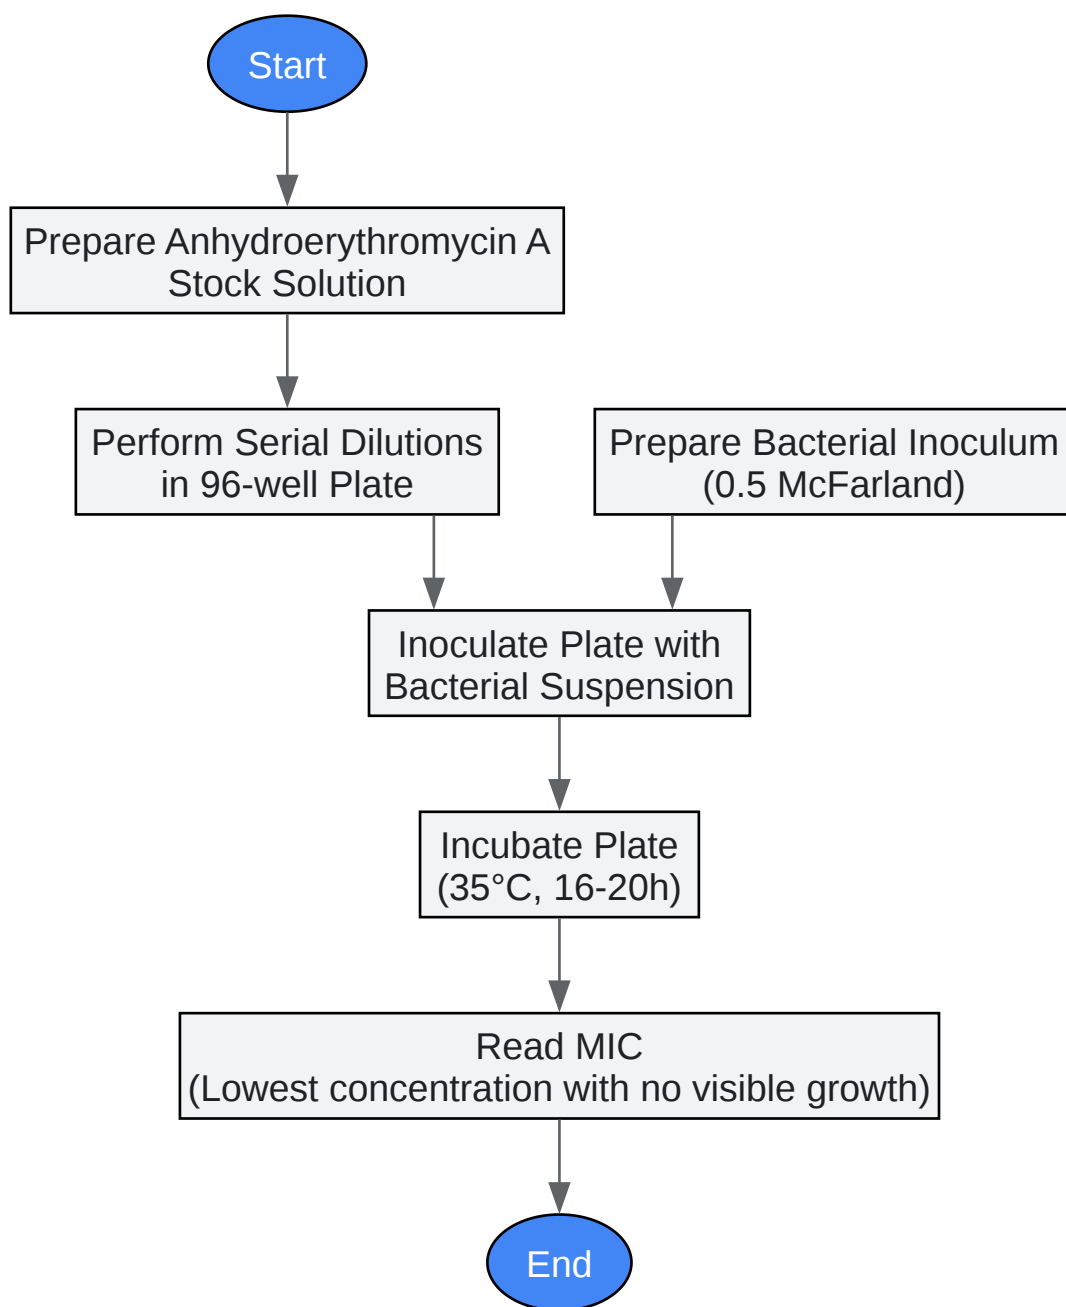 Start
Prepare Anhydroerythromycin A
Stock Solution
Perform Serial Dilutions
in 96-well Plate
Prepare Bacterial Inoculum
(0.5 McFarland)
Inoculate Plate with
Bacterial Suspension
Incubate Plate
(35°C, 16-20h)
Read MIC
(Lowest concentration with no visible growth)
End